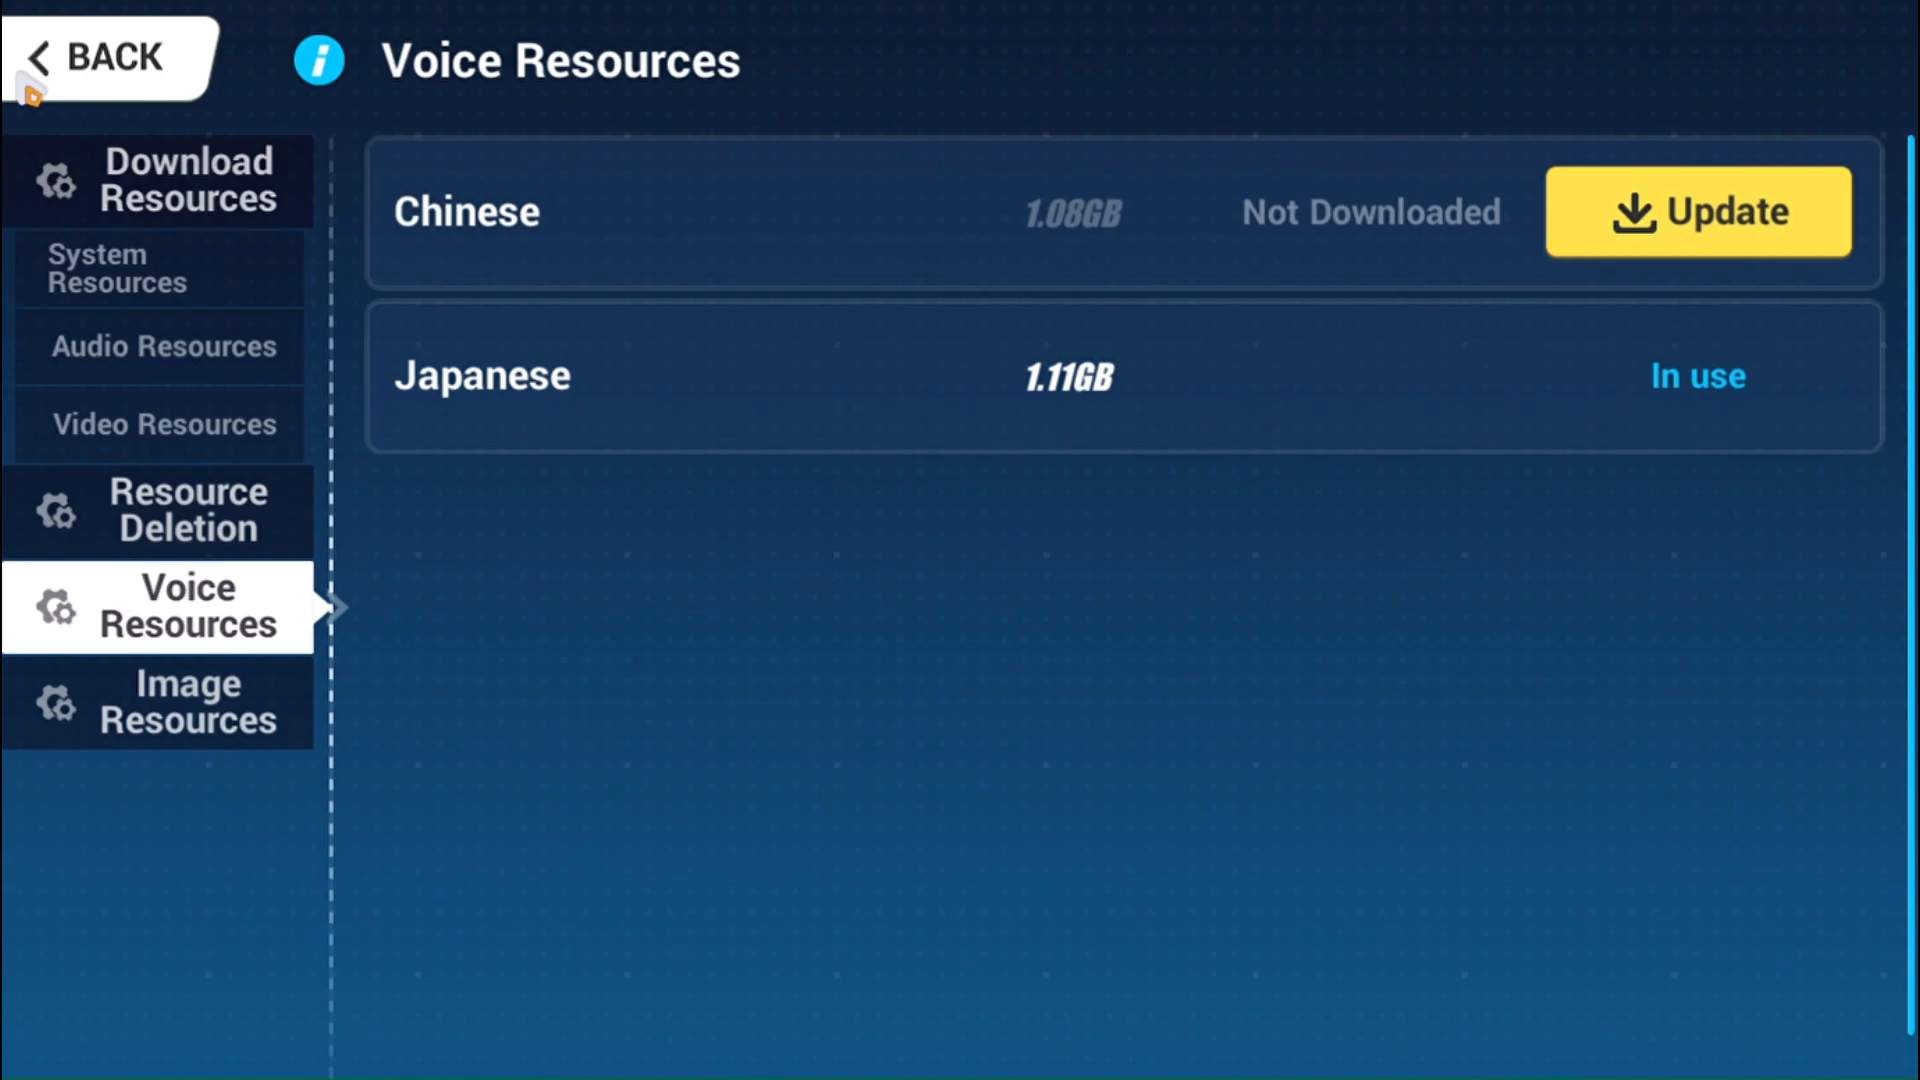 BACK
Voice Resources
Download
Resources
System
Resources
Audio Resources
Video Resources
Resource
Deletion
Voice
Resources
Image
Resources
Chinese 1.08GB Not Downloaded Update
Japanese 1.11GB In use